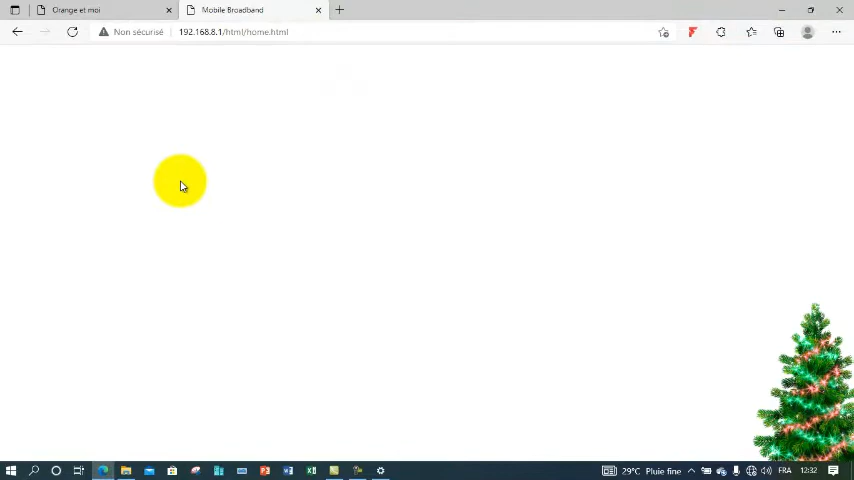 Orange et moi
Mobile Broadband
Non sécurisé
192.168.8.1/html/home.html
29°C Pluie fine
FRA
12:32